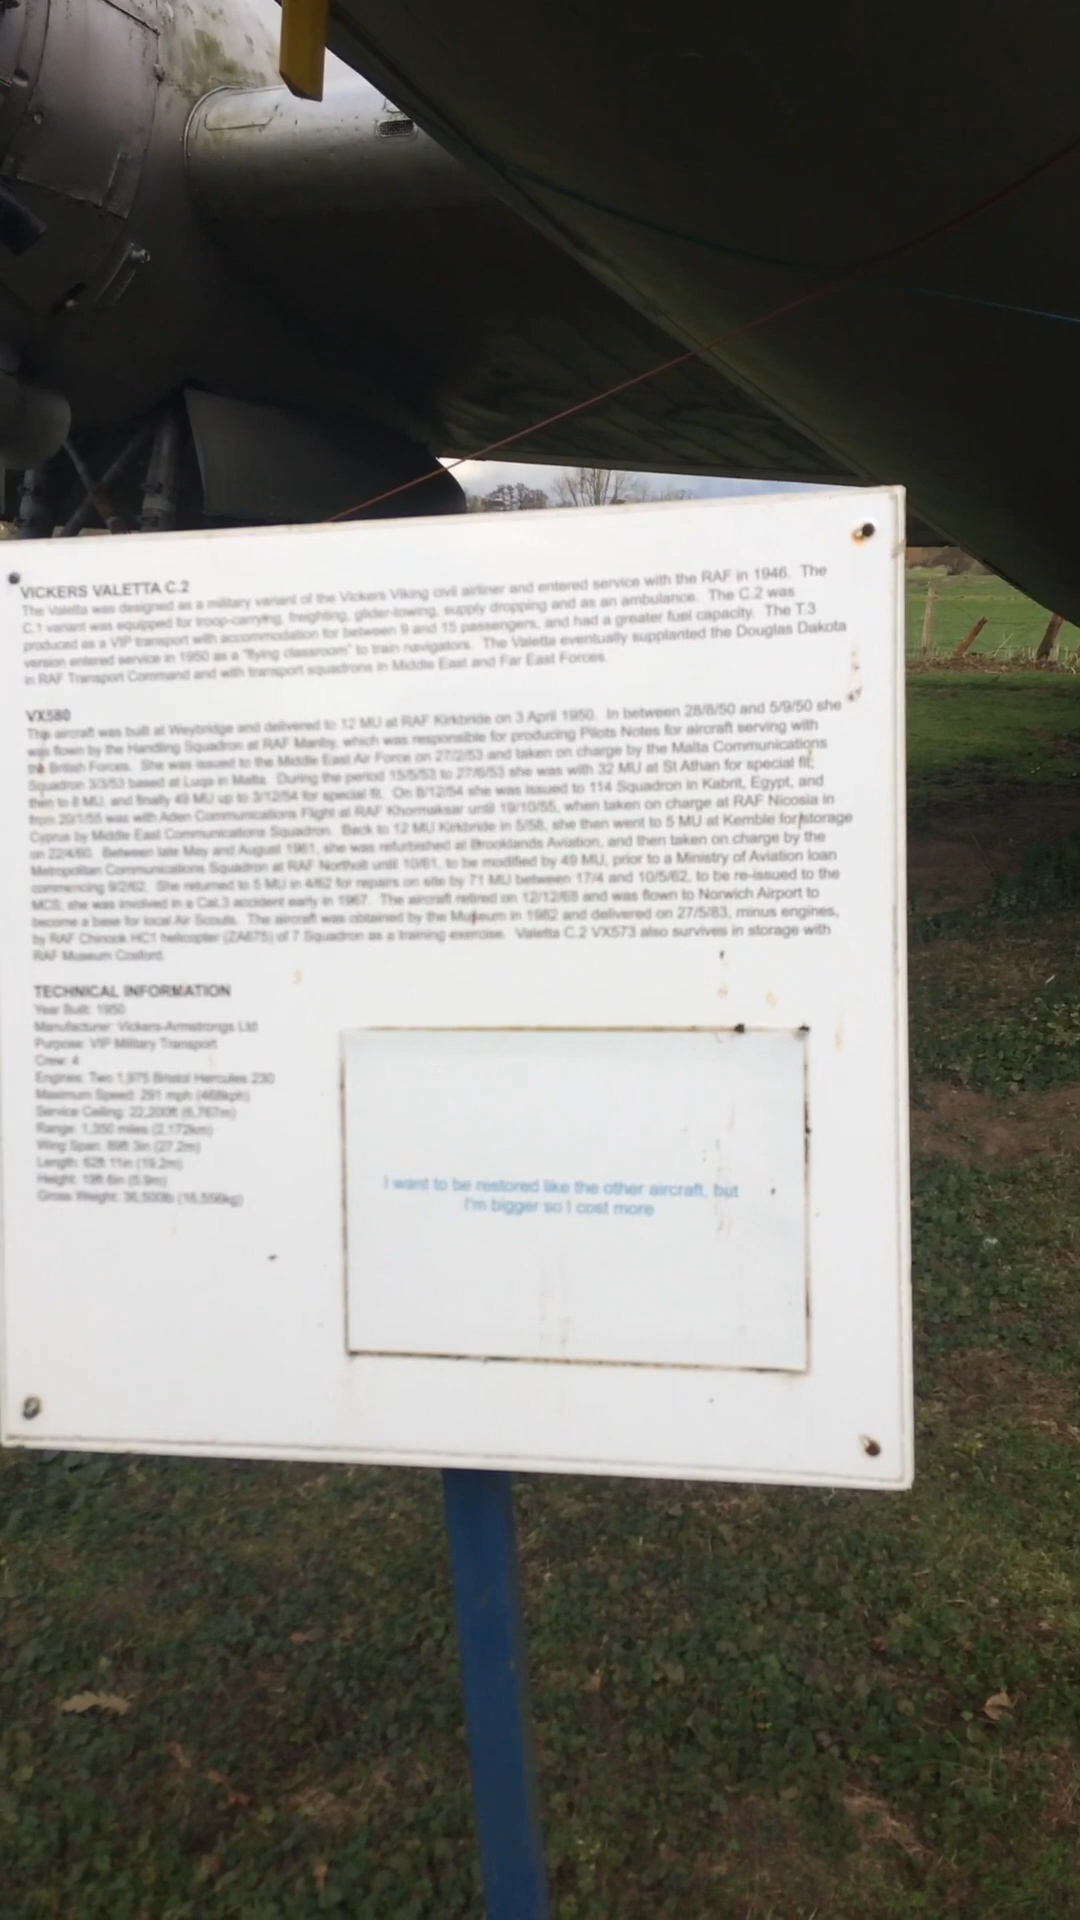 VICKERS VALETTA C.2
The Valetta was designed as a military variant of the Vickers Viking civil airliner and entered service with the RAF in 1946. The
C.1 variant was equipped for troop-carrying, freighting, glider-towing, supply dropping and as an ambulance. The C.2 was
produced as a VIP transport with accommodation for between 9 and 15 passengers, and had a greater fuel capacity. The T.3
version entered service in 1950 as a "flying classroom" to train navigators. The Valetta eventually supplanted the Douglas Dakota
in RAF Transport Command and with transport squadrons in Middle East and Far East Forces.
VX580
The aircraft was built at Weybridge and delivered to 12 MU at RAF Kirkbride on 3 April 1950. In between 28/8/50 and 5/9/50 she
was flown by the Handling Squadron at RAF Manby, which was responsible for producing Pilots Notes for aircraft serving with
the British Forces. She was issued to the Middle East Air Force on 27/2/53 and taken on charge by the Malta Communications
Squadron 3/3/53 based at Luqa in Malta. During the period 15/5/53 to 27/6/53 she was with 32 MU at St Athan for special fit;
then to 8 MU, and finally 49 MU up to 3/12/54 for special fit. On 8/12/54 she was issued to 114 Squadron in Kabrit, Egypt, and
from 20/1/55 was with Aden Communications Flight at RAF Khormaksar until 19/10/55, when taken on charge at RAF Nicosia in
Cyprus by Middle East Communications Squadron. Back to 12 MU Kirkbride in 5/58, she then went to 5 MU at Kemble for storage
on 22/4/60. Between late May and August 1961, she was refurbished at Brooklands Aviation, and then taken on charge by the
Metropolitan Communications Squadron at RAF Northolt until 10/61, to be modified by 49 MU, prior to a Ministry of Aviation loan
commencing 9/2/62. She returned to 5 MU in 4/62 for repairs on site by 71 MU between 17/4 and 10/5/62, to be re-issued to the
MCS; she was involved in a Cat.3 accident early in 1967. The aircraft retired on 12/12/68 and was flown to Norwich Airport to
become a base for local Air Scouts. The aircraft was obtained by the Museum in 1982 and delivered on 27/5/83, minus engines,
by RAF Chinook HC1 helicopter (ZA675) of 7 Squadron as a training exercise. Valetta C.2 VX573 also survives in storage with
RAF Museum Cosford.
TECHNICAL INFORMATION
Year Built: 1950
Manufacturer: Vickers-Armstrongs Ltd
Purpose: VIP Military Transport
Crew: 4
Engines: Two 1,975 Bristol Hercules 230
Maximum Speed: 291 mph (468kph)
Service Ceiling: 22,200ft (6,767m)
Range: 1,350 miles (2,172km)
Wing Span: 89ft 3in (27.2m)
Length: 62ft 11in (19.2m)
Height: 19ft 6in (5.9m)
Gross Weight: 36,500lb (16,556kg)
I want to be restored like the other aircraft, but
I'm bigger so I cost more